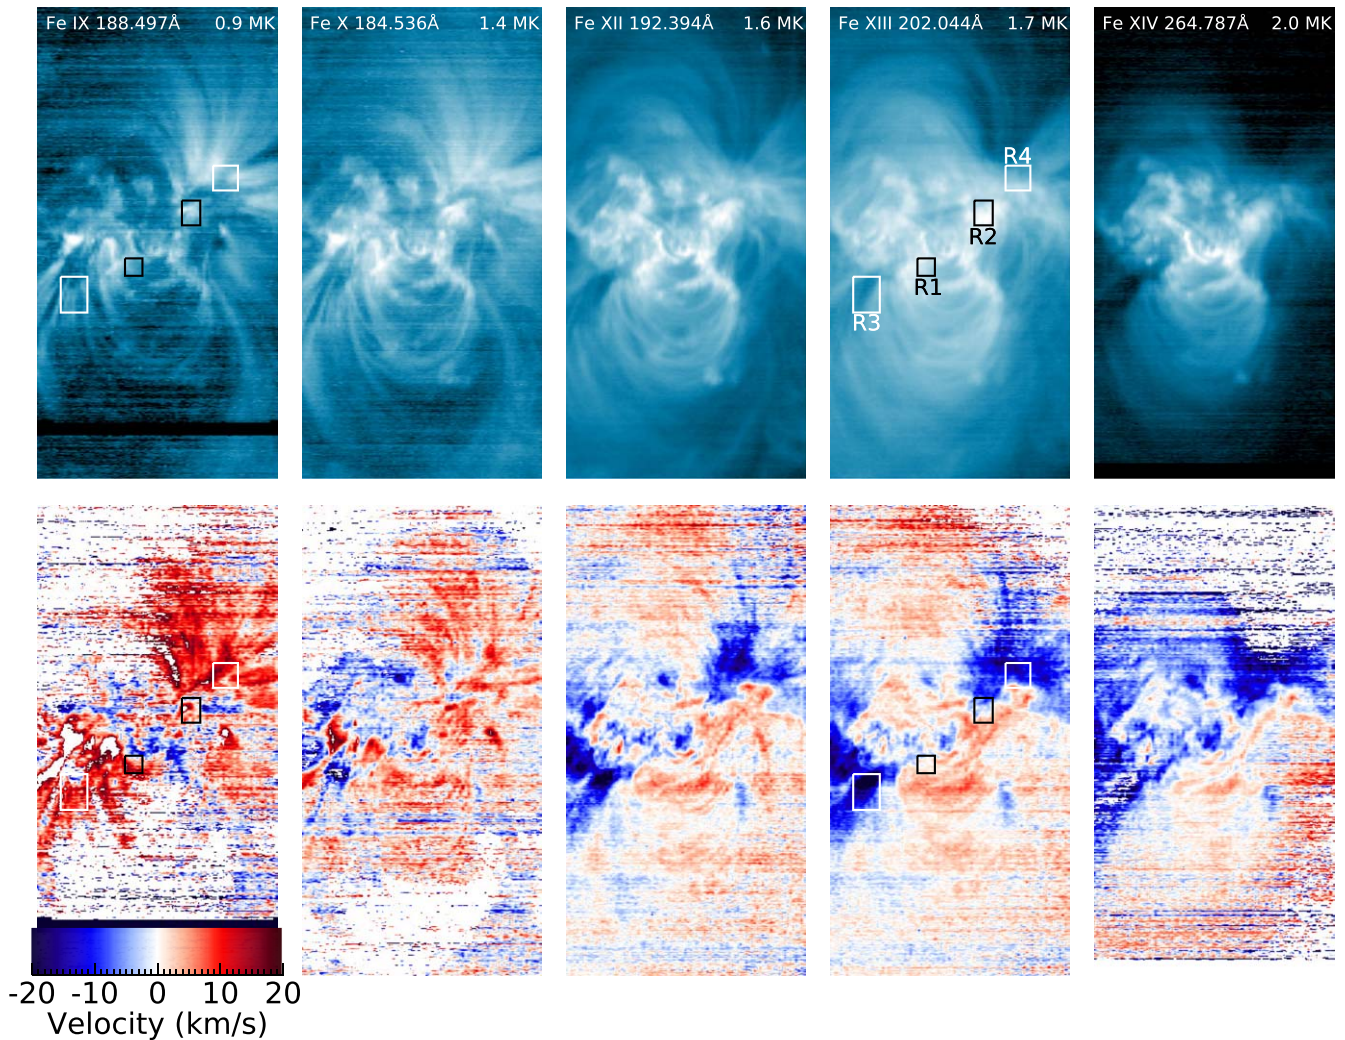 Fe IX 188.497Å 0.9 MK
Fe X 184.536Å 1.4 MK
Fe XII 192.394Å 1.6 MK
Fe XIII 202.044Å 1.7 MK
Fe XIV 264.787Å 2.0 MK
R4
R2
R1
R3
-20 -10 0 10 20
Velocity (km/s)